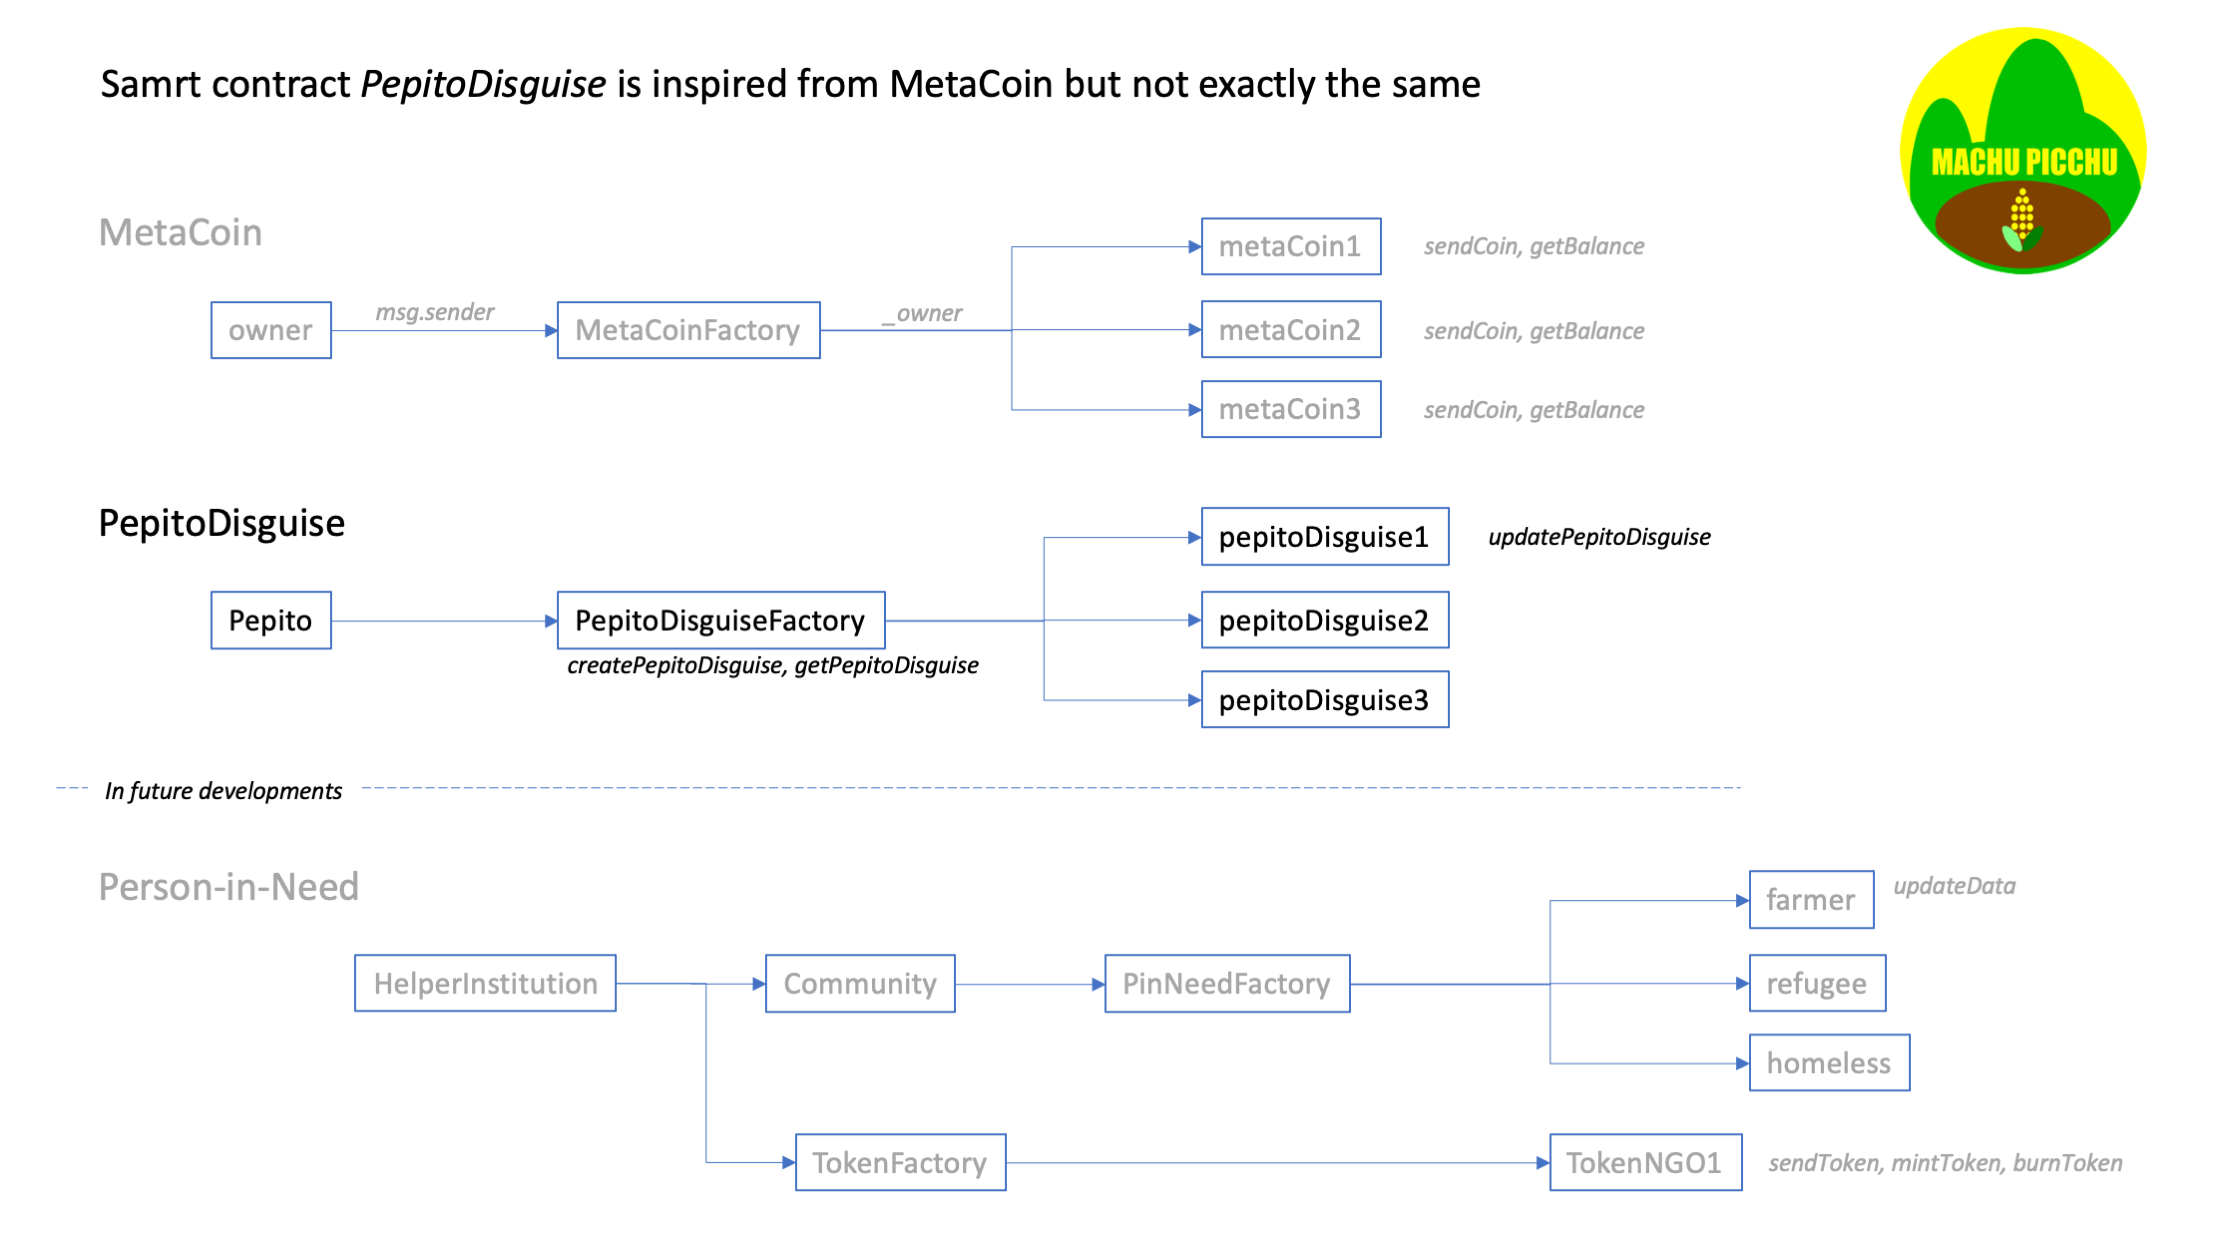 Samrt contract PepitoDisguise is inspired from MetaCoin but not exactly the same
MACHU PICCHU
MetaCoin
metaCoin1
sendCoin, getBalance
owner
msg.sender
MetaCoinFactory
_owner
metaCoin2
sendCoin, getBalance
metaCoin3
sendCoin, getBalance
PepitoDisguise
pepitoDisguise1
updatePepitoDisguise
Pepito
PepitoDisguiseFactory
pepitoDisguise2
createPepitoDisguise, getPepitoDisguise
pepitoDisguise3
In future developments
Person-in-Need
farmer
updateData
HelperInstitution
Community
PinNeedFactory
refugee
homeless
TokenFactory
TokenNGO1
sendToken, mintToken, burnToken